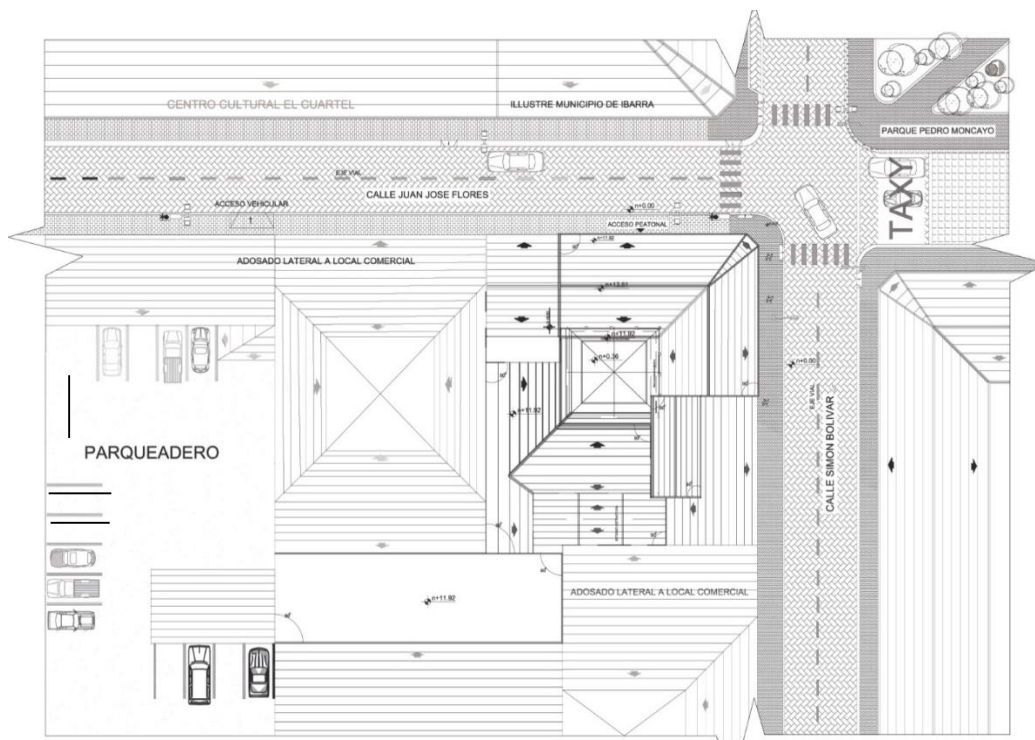 CENTRO CULTURAL EL CUARTEL
ILLUSTRE MUNICIPIO DE IBARRA
PARQUE PEDRO MONCAYO
EJE VIAL
CALLE JUAN JOSE FLORES
TAXY
ACCESO VEHICULAR
n+0.00
ACCESO PEATONAL
n+11.92
ADOSADO LATERAL A LOCAL COMERCIAL
n+13.61
n+11.92
n+0.36
n+0.00
EJE VIAL
CALLE SIMON BOLIVAR
n+11.92
PARQUEADERO
n+11.92
ADOSADO LATERAL A LOCAL COMERCIAL